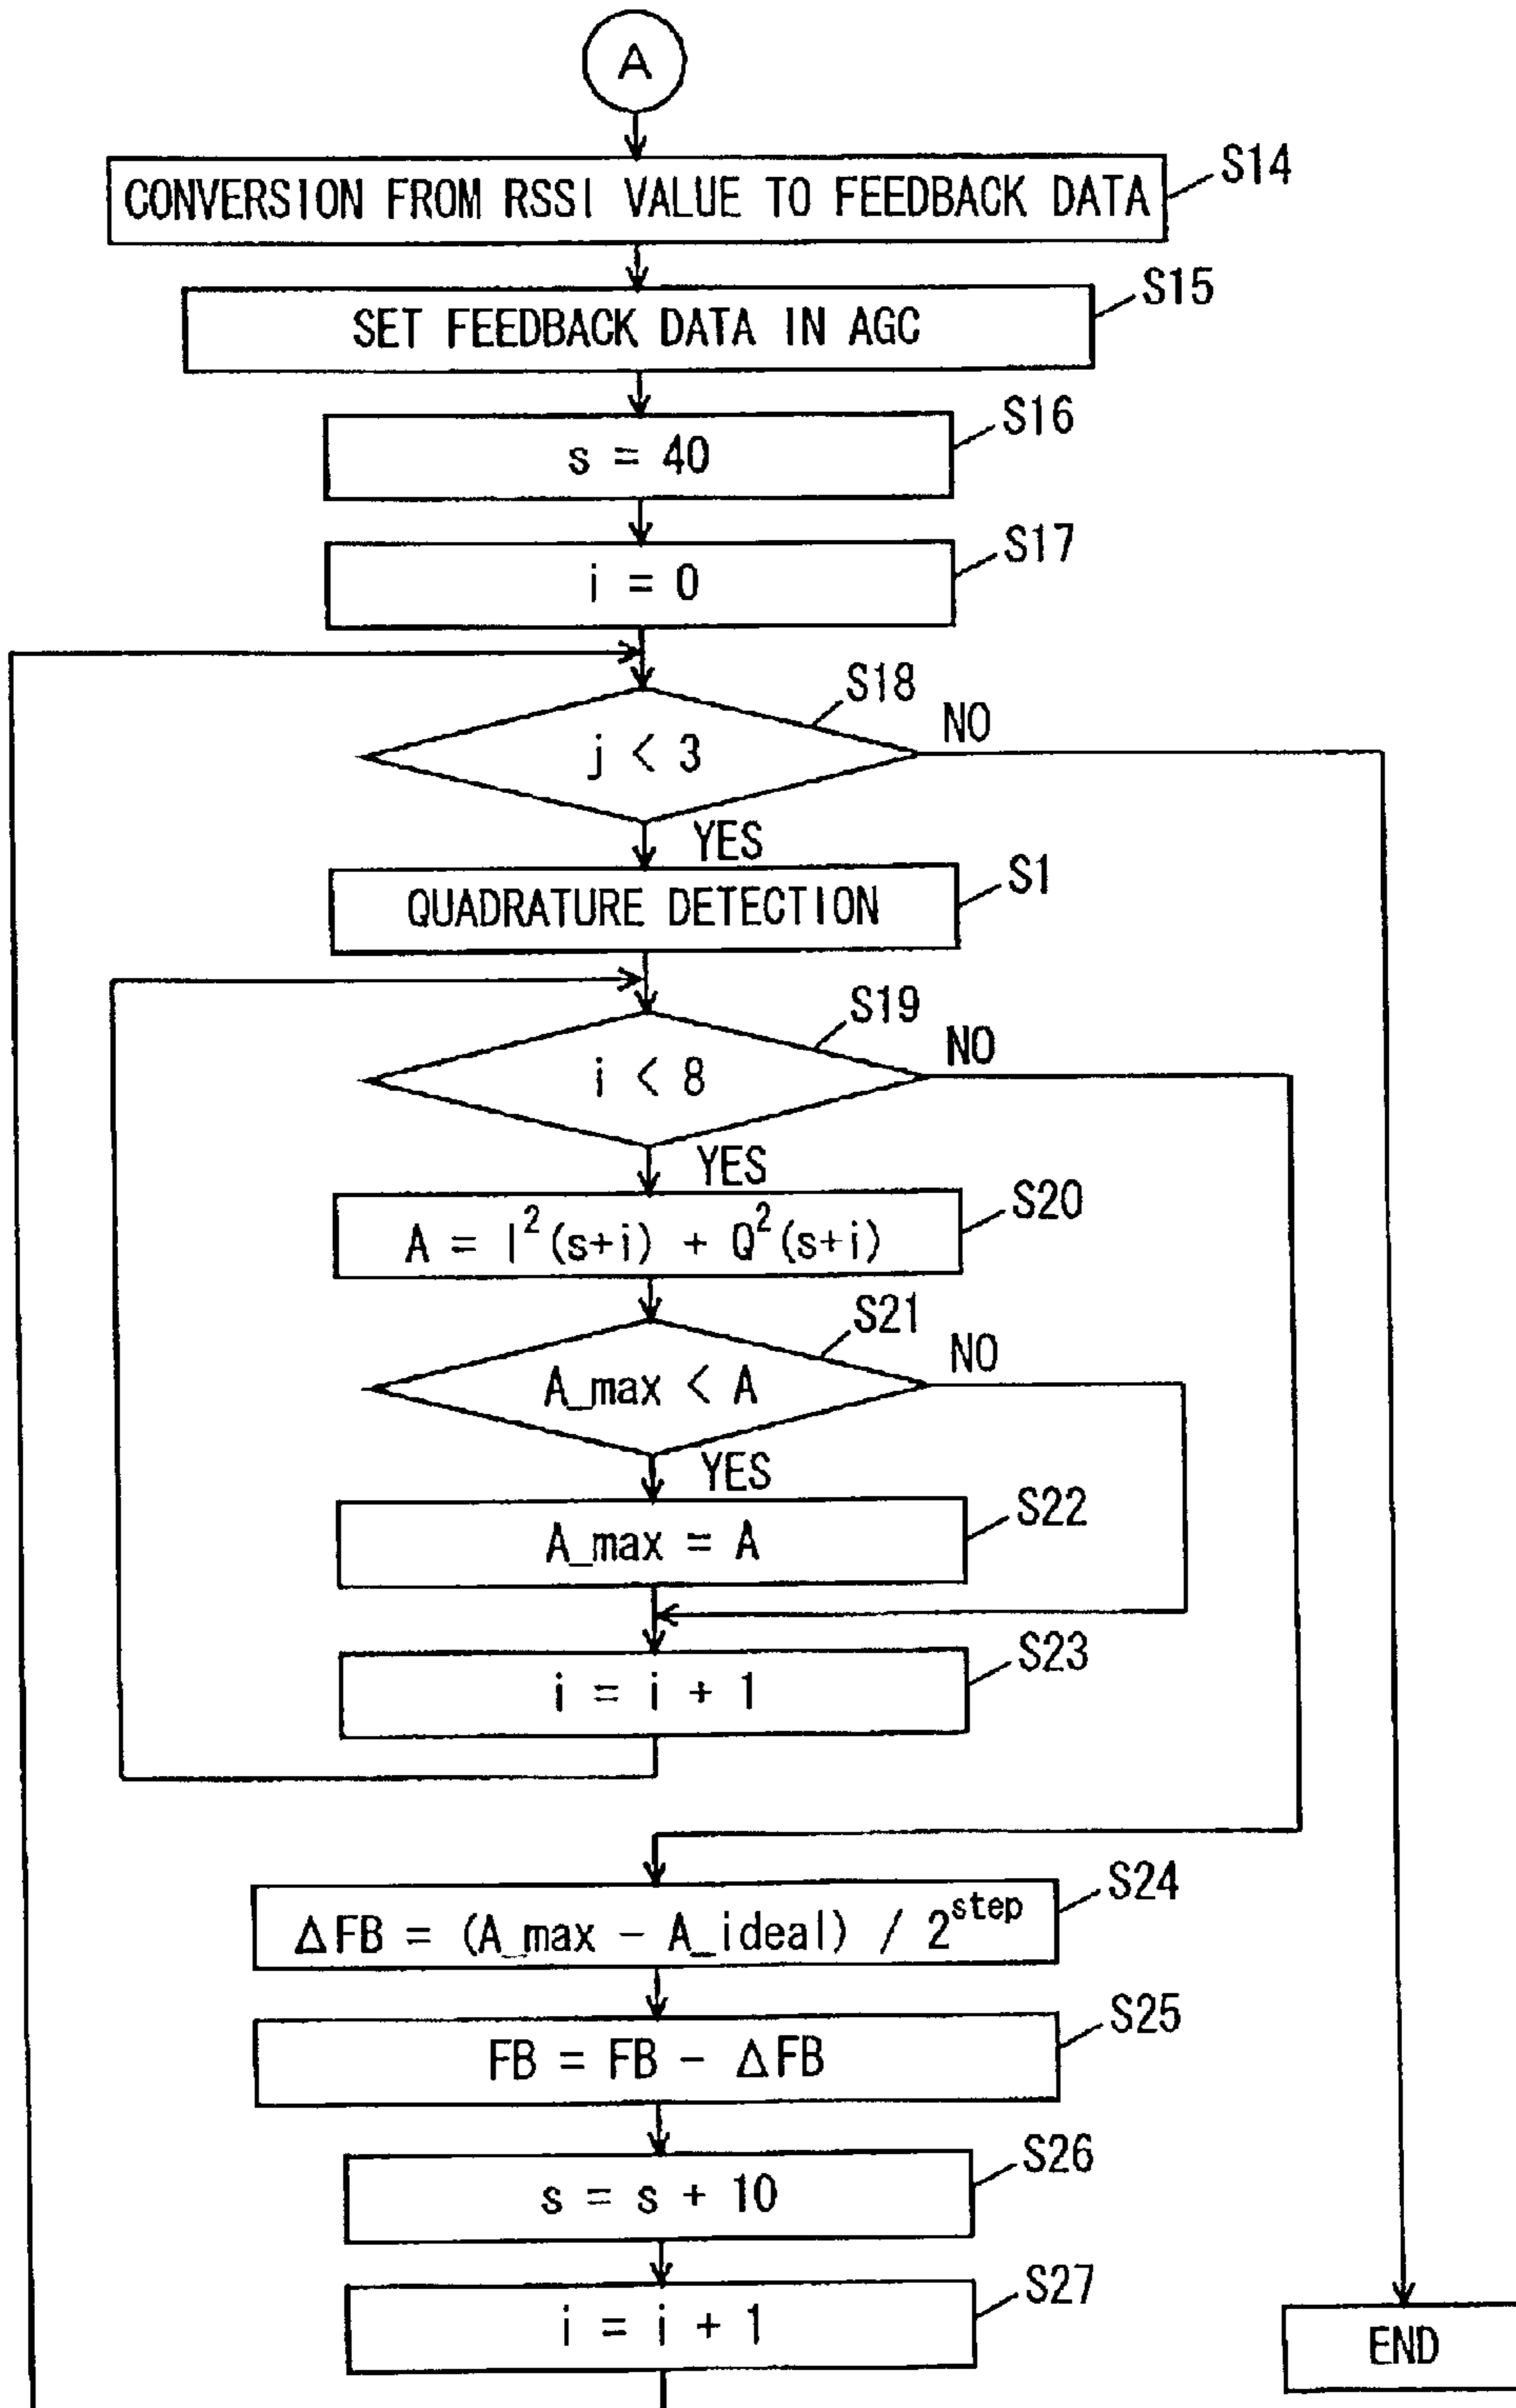 A
CONVERSION FROM RSSI VALUE TO FEEDBACK DATA
S14
SET FEEDBACK DATA IN AGC
S15
s = 40
S16
i = 0
S17
j < 3
S18
NO
YES
QUADRATURE DETECTION
S1
i < 8
S19
NO
YES
A = I²(s+i) + Q²(s+i)
S20
A_max < A
S21
NO
YES
A_max = A
S22
i = i + 1
S23
ΔFB = (A_max - A_ideal) / 2^step
S24
FB = FB - ΔFB
S25
s = s + 10
S26
i = i + 1
S27
END